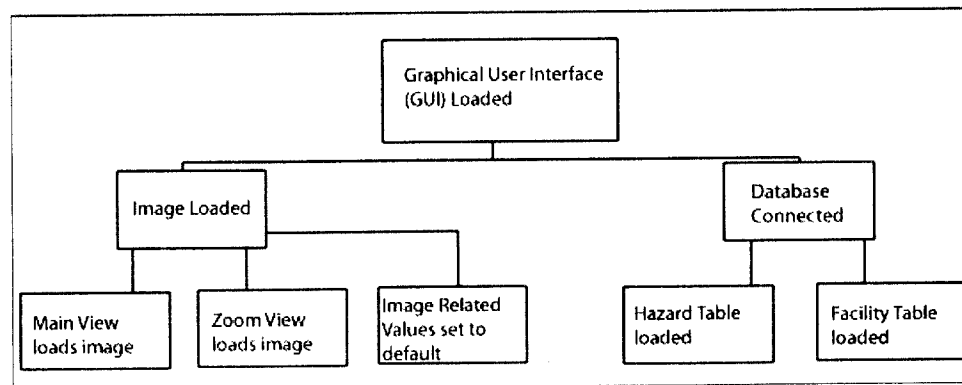 Graphical User Interface
(GUI) Loaded
Image Loaded
Database
Connected
Main View
loads image
Zoom View
loads image
Image Related
Values set to
default
Hazard Table
loaded
Facility Table
loaded